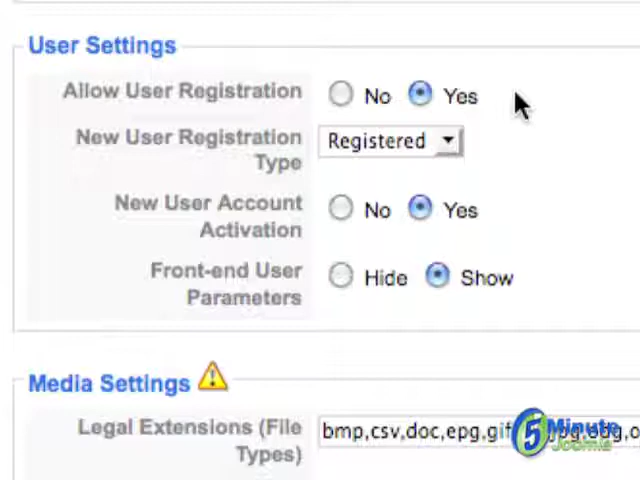 User Settings
Allow User Registration No Yes
New User Registration Type Registered
New User Account Activation No Yes
Front-end User Parameters Hide Show
Media Settings
Legal Extensions (File Types) bmp,csv,doc,epg,gif
5 Minute
Joomla